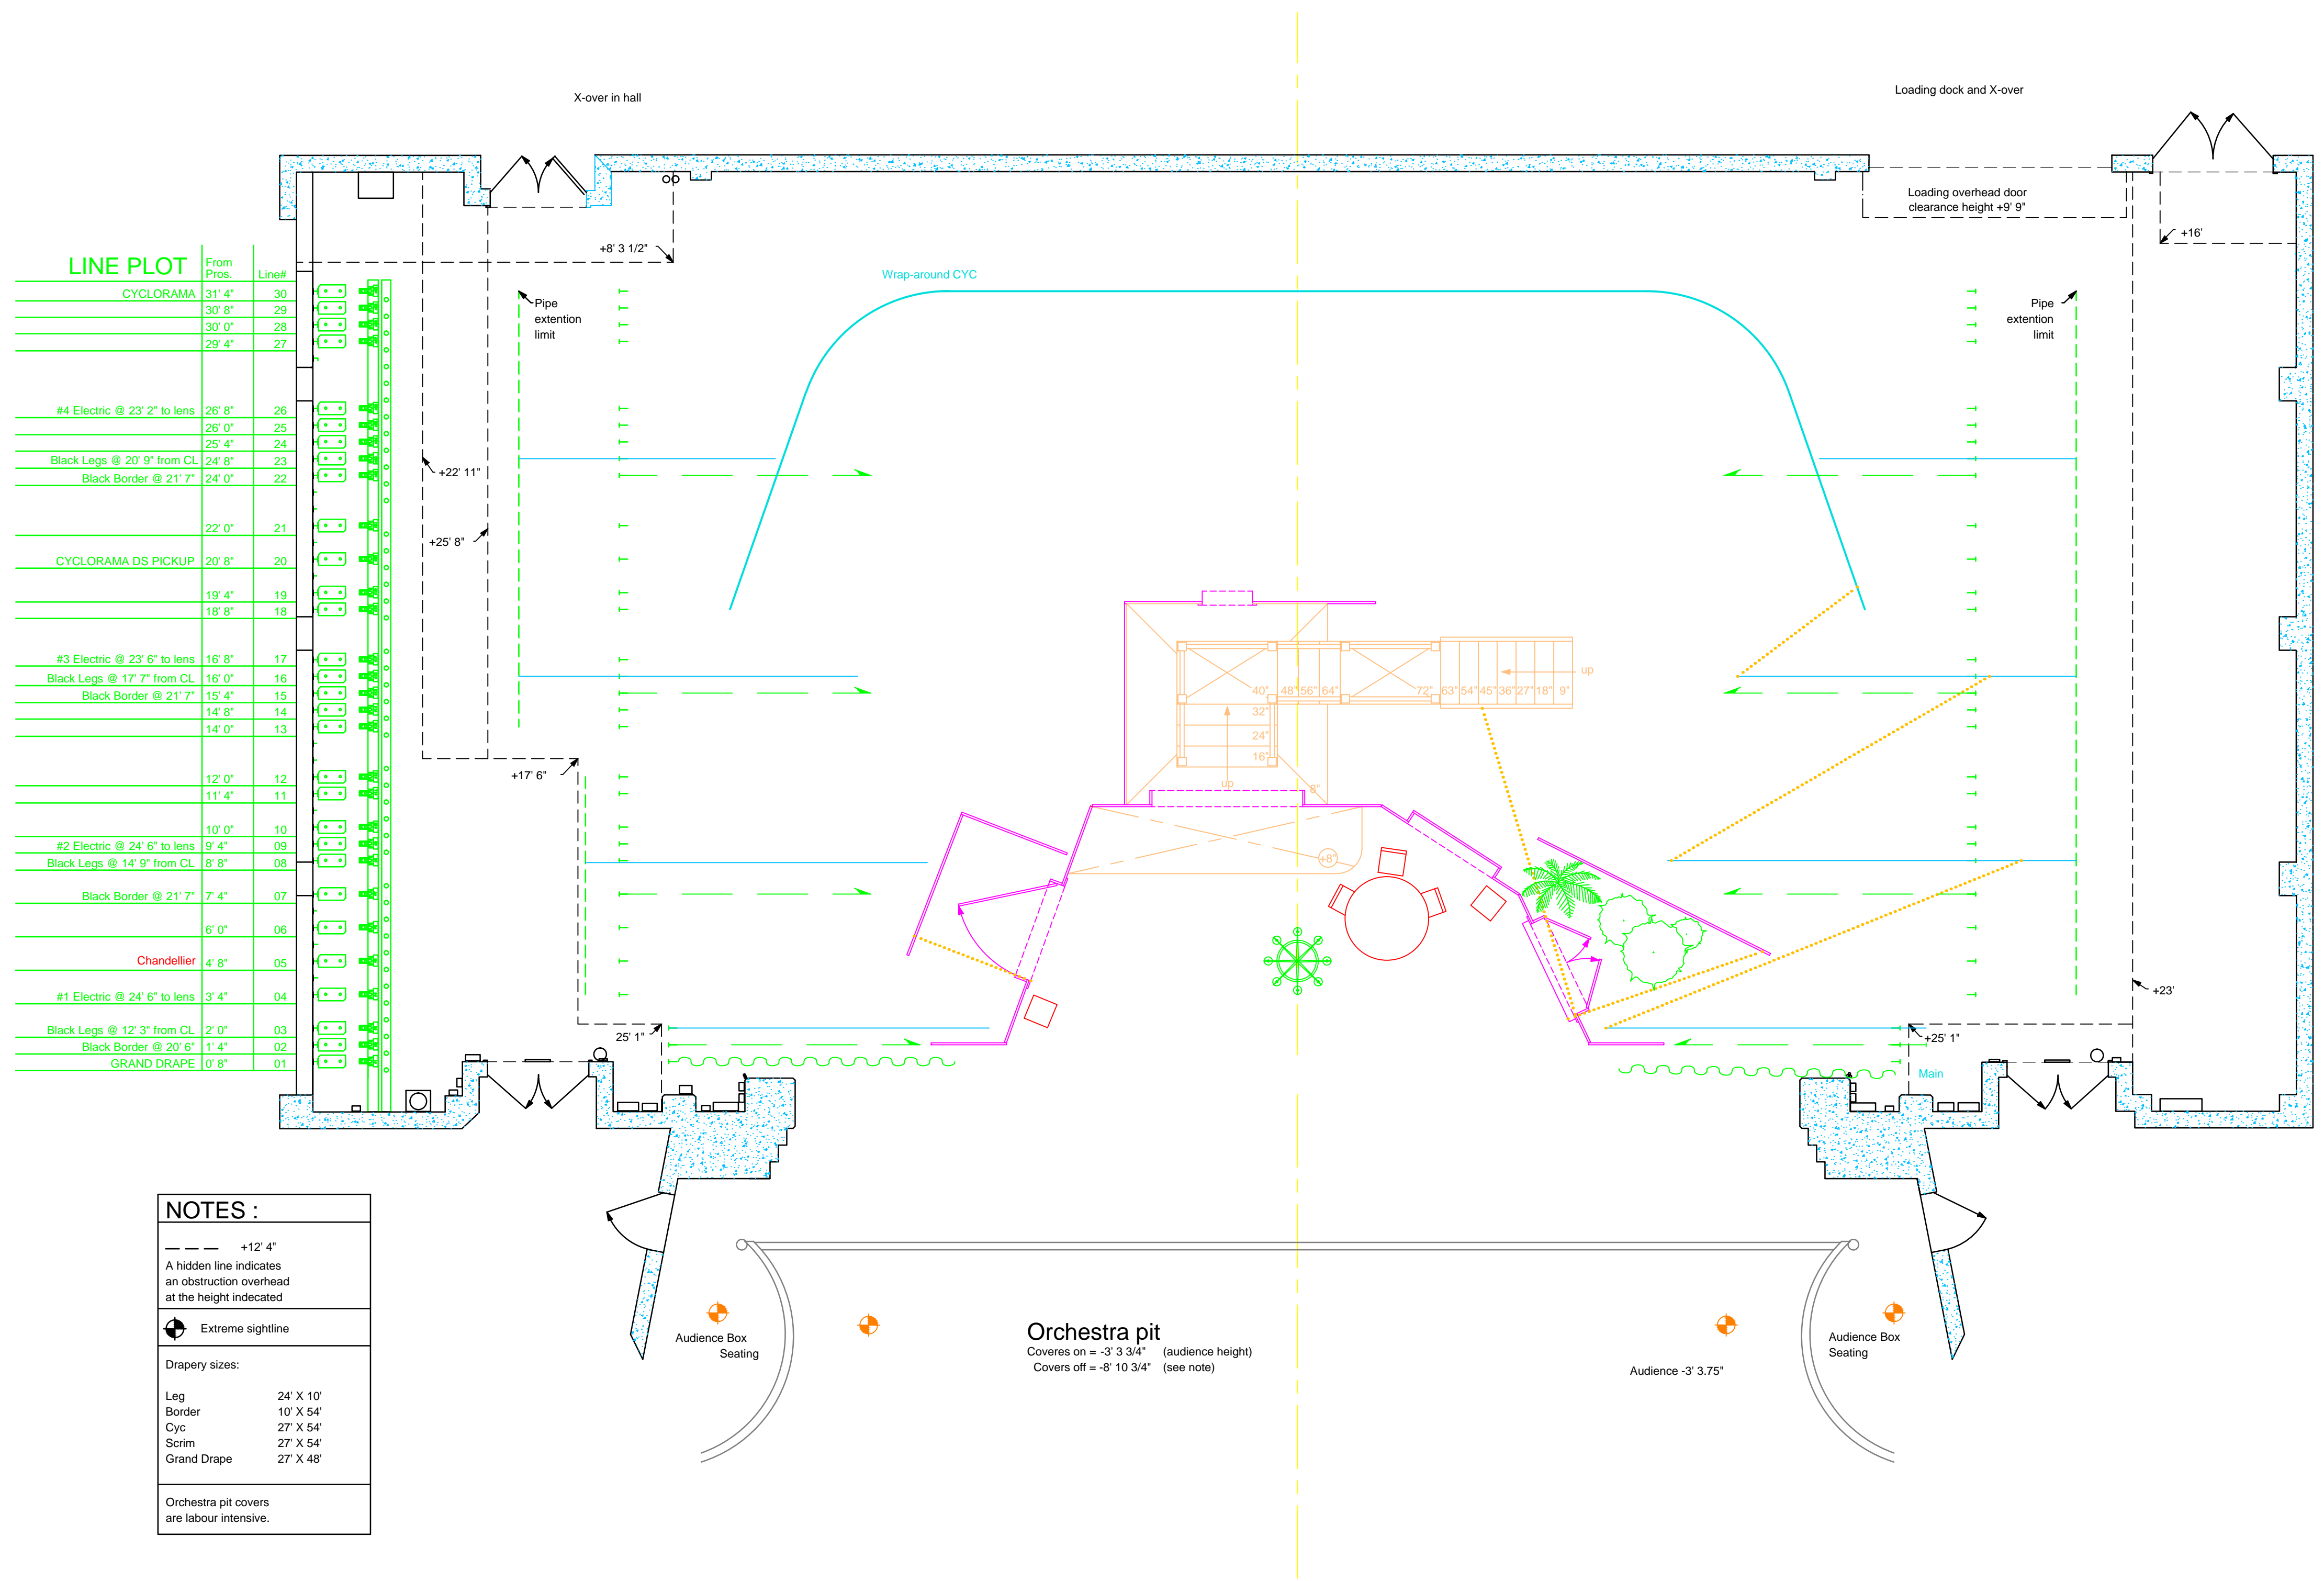 X-over in hall
Loading dock and X-over
Loading overhead door
clearance height +9' 9"
+16'
+8' 3 1/2"
Wrap-around CYC
Pipe
extention
limit
Pipe
extention
limit
LINE PLOT From Pros. Line#
CYCLORAMA 31' 4" 30
30' 8" 29
30' 0" 28
29' 4" 27
#4 Electric @ 23' 2" to lens 26' 8" 26
26' 0" 25
25' 4" 24
Black Legs @ 20' 9" from CL 24' 8" 23
Black Border @ 21' 7" 24' 0" 22
22' 0" 21
CYCLORAMA DS PICKUP 20' 8" 20
19' 4" 19
18' 8" 18
#3 Electric @ 23' 6" to lens 16' 8" 17
Black Legs @ 17' 7" from CL 16' 0" 16
Black Border @ 21' 7" 15' 4" 15
14' 8" 14
14' 0" 13
12' 0" 12
11' 4" 11
10' 0" 10
#2 Electric @ 24' 6" to lens 9' 4" 09
Black Legs @ 14' 9" from CL 8' 8" 08
Black Border @ 21' 7" 7' 4" 07
6' 0" 06
Chandellier 4' 8" 05
#1 Electric @ 24' 6" to lens 3' 4" 04
Black Legs @ 12' 3" from CL 2' 0" 03
Black Border @ 20' 6" 1' 4" 02
GRAND DRAPE 0' 8" 01
+22' 11"
+25' 8"
+17' 6"
25' 1"
up
40" 48" 56" 64" 72" 63" 54" 45" 36" 27" 18" 9"
32"
24"
16"
up
8"
+8"
+23'
+25' 1"
Main
NOTES :
+12' 4"
A hidden line indicates
an obstruction overhead
at the height indecated
Extreme sightline
Drapery sizes:
Leg 24' X 10'
Border 10' X 54'
Cyc 27' X 54'
Scrim 27' X 54'
Grand Drape 27' X 48'
Orchestra pit covers
are labour intensive.
Audience Box
Seating
Orchestra pit
Coveres on = -3' 3 3/4" (audience height)
Covers off = -8' 10 3/4" (see note)
Audience -3' 3.75"
Audience Box
Seating